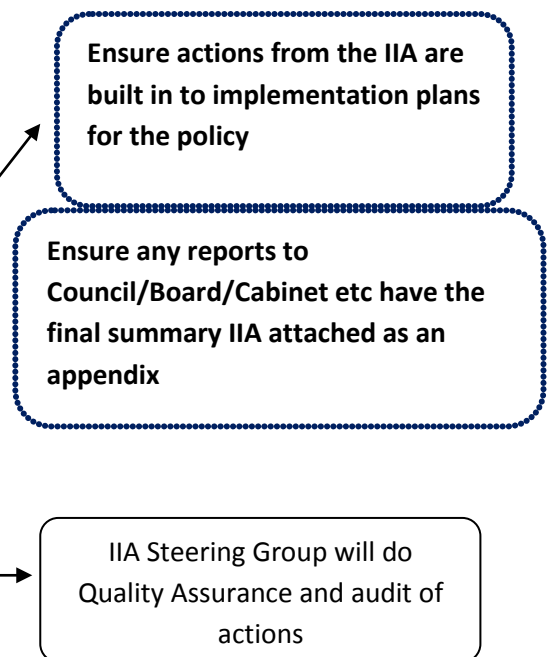 Ensure actions from the IIA are
built in to implementation plans
for the policy
Ensure any reports to
Council/Board/Cabinet etc have the
final summary IIA attached as an
appendix
IIA Steering Group will do
Quality Assurance and audit of
actions